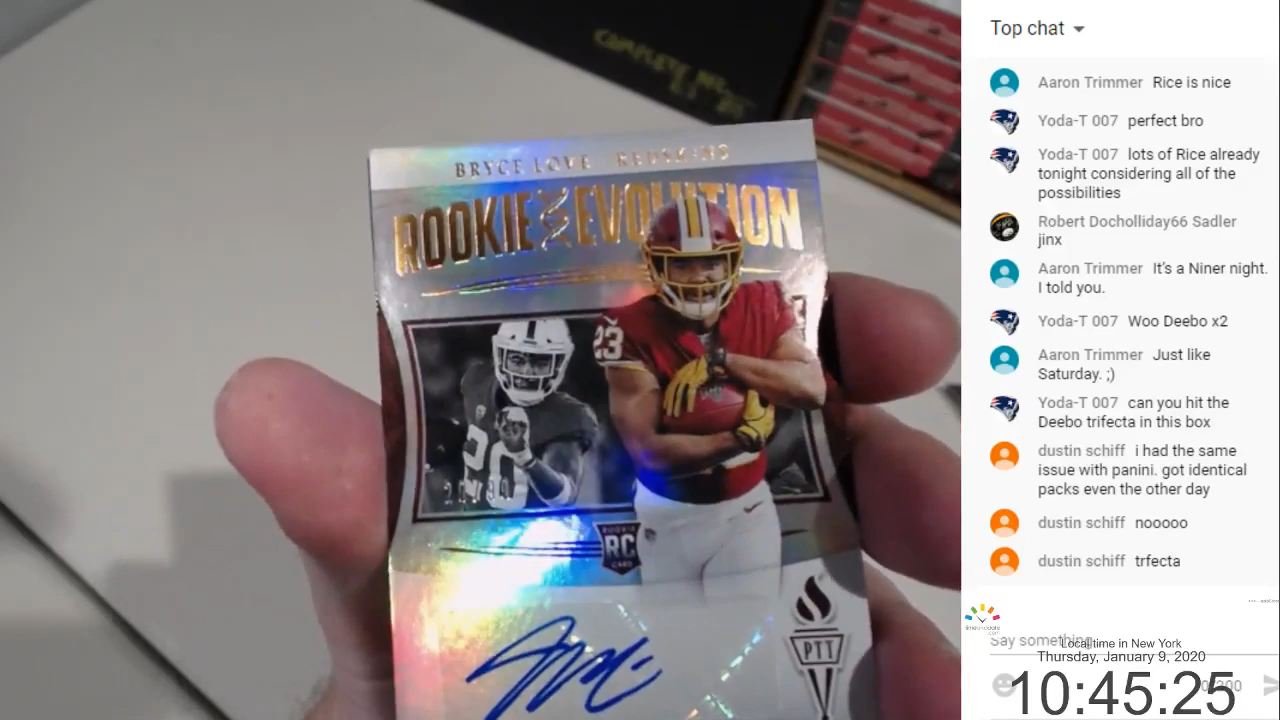 COMPLETE
BRYCE LOVE REDSKINS
ROOKIE EVOLUTION
23
20
ROOKIE
RC
CARD
PTT
Top chat
Aaron Trimmer Rice is nice
Yoda-T 007 perfect bro
Yoda-T 007 lots of Rice already
tonight considering all of the
possibilities
Robert Docholliday66 Sadler
jinx
Aaron Trimmer It's a Niner night.
I told you.
Yoda-T 007 Woo Deebo x2
Aaron Trimmer Just like
Saturday. ;)
Yoda-T 007 can you hit the
Deebo trifecta in this box
dustin schiff i had the same
issue with panini. got identical
packs even the other day
dustin schiff nooooo
dustin schiff trfecta
Say something...
Local time in New York
Thursday, January 9, 2020
10:45:25